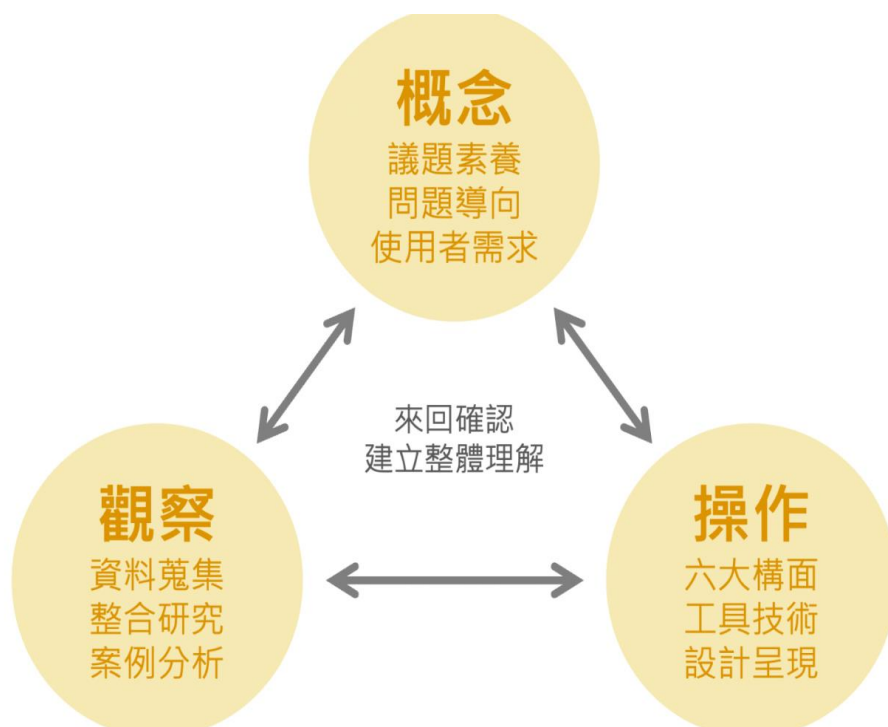 概念
議題素養
問題導向
使用者需求
來回確認
建立整體理解
觀察
資料蒐集
整合研究
案例分析
操作
六大構面
工具技術
設計呈現